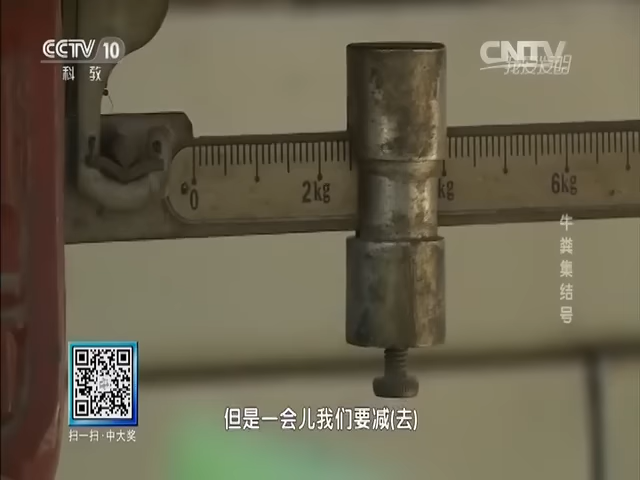 CCTV 10
科教
CNTV
我爱发明
0
2kg
kg
6kg
牛粪集结号
扫一扫·中大奖
但是一会儿我们要减(去)